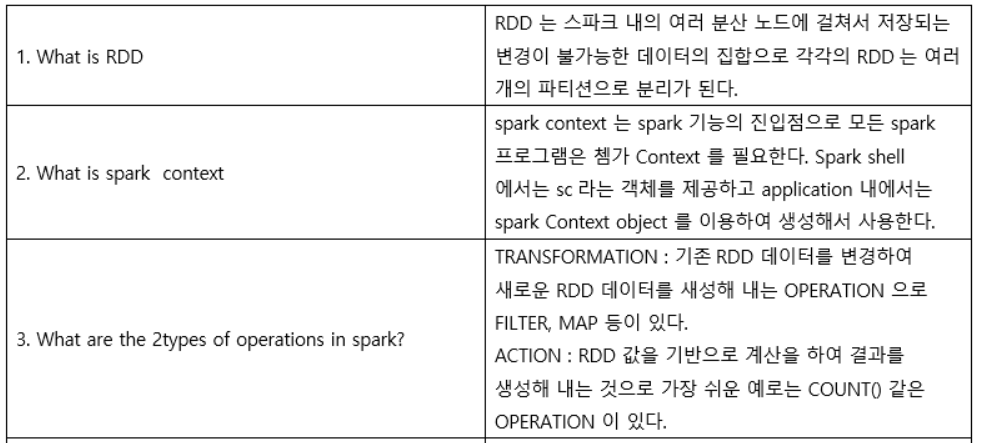 1. What is RDD
RDD 는 스파크 내의 여러 분산 노드에 걸쳐서 저장되는
변경이 불가능한 데이터의 집합으로 각각의 RDD 는 여러
개의 파티션으로 분리가 된다.
2. What is spark context
spark context 는 spark 기능의 진입점으로 모든 spark
프로그램은 쳄가 Context 를 필요한다. Spark shell
에서는 sc 라는 객체를 제공하고 application 내에서는
spark Context object 를 이용하여 생성해서 사용한다.
3. What are the 2types of operations in spark?
TRANSFORMATION : 기존 RDD 데이터를 변경하여
새로운 RDD 데이터를 새성해 내는 OPERATION 으로
FILTER, MAP 등이 있다.
ACTION : RDD 값을 기반으로 계산을 하여 결과를
생성해 내는 것으로 가장 쉬운 예로는 COUNT() 같은
OPERATION 이 있다.